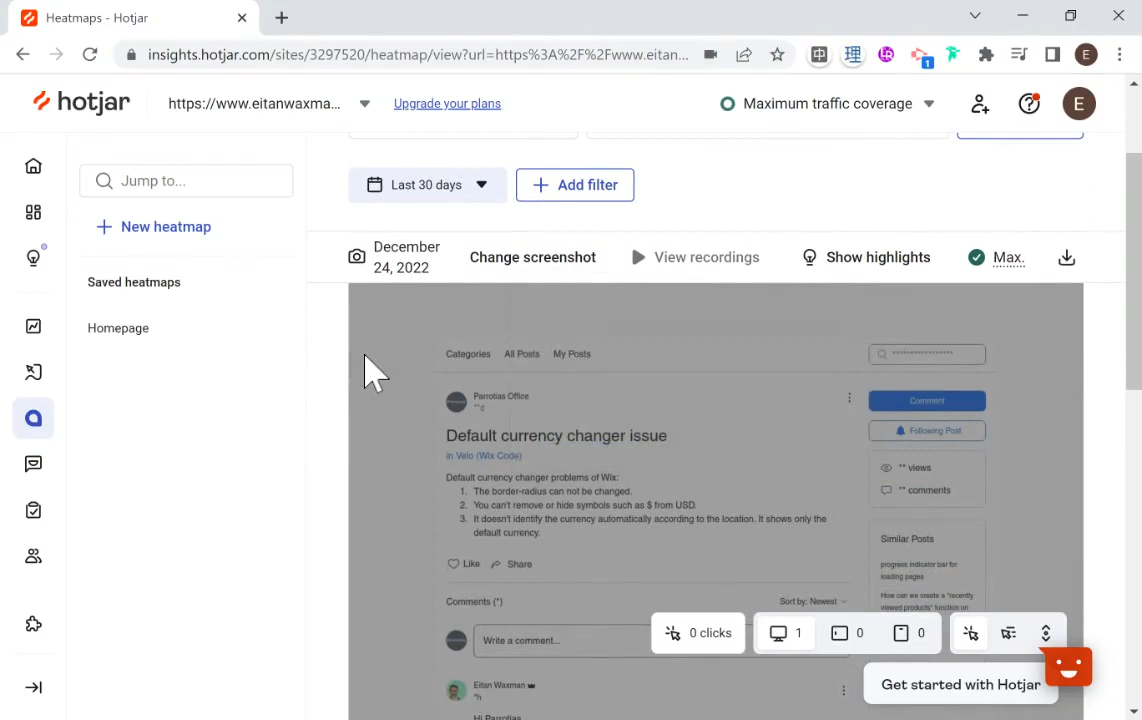 Heatmaps - Hotjar
insights.hotjar.com/sites/3297520/heatmap/view?url=https%3A%2F%2Fwww.eitan...
中
理
1
E
hotjar
https://www.eitanwaxma...
Upgrade your plans
Maximum traffic coverage
E
Jump to...
New heatmap
Saved heatmaps
Homepage
Last 30 days
Add filter
December
24, 2022
Change screenshot
View recordings
Show highlights
Max.
Categories All Posts My Posts
*****************
Parrotias Office
**d
Default currency changer issue
in Velo (Wix Code)
Default currency changer problems of Wix:
1. The border-radius can not be changed.
2. You can't remove or hide symbols such as $ from USD.
3. It doesn't identify the currency automatically according to the location. It shows only the
default currency.
Like Share
Comments (*)
Sort by: Newest
Write a comment...
Eitan Waxman
*h
Hi Parrotias
Comment
Following Post
** views
** comments
Similar Posts
progress indicator bar for
loading pages
How can we create a "recently
viewed products" function on
0 clicks
1
0
0
Get started with Hotjar